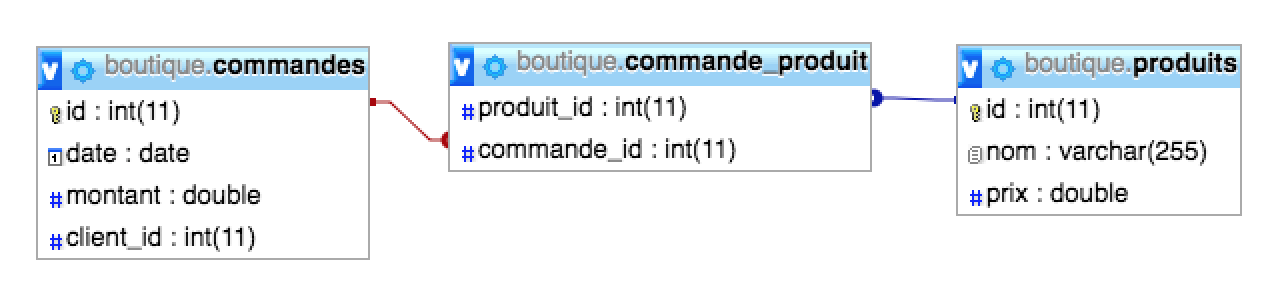 boutique.commandes
id : int(11)
date : date
montant : double
client_id : int(11)
boutique.commande_produit
produit_id : int(11)
commande_id : int(11)
boutique.produits
id : int(11)
nom : varchar(255)
prix : double